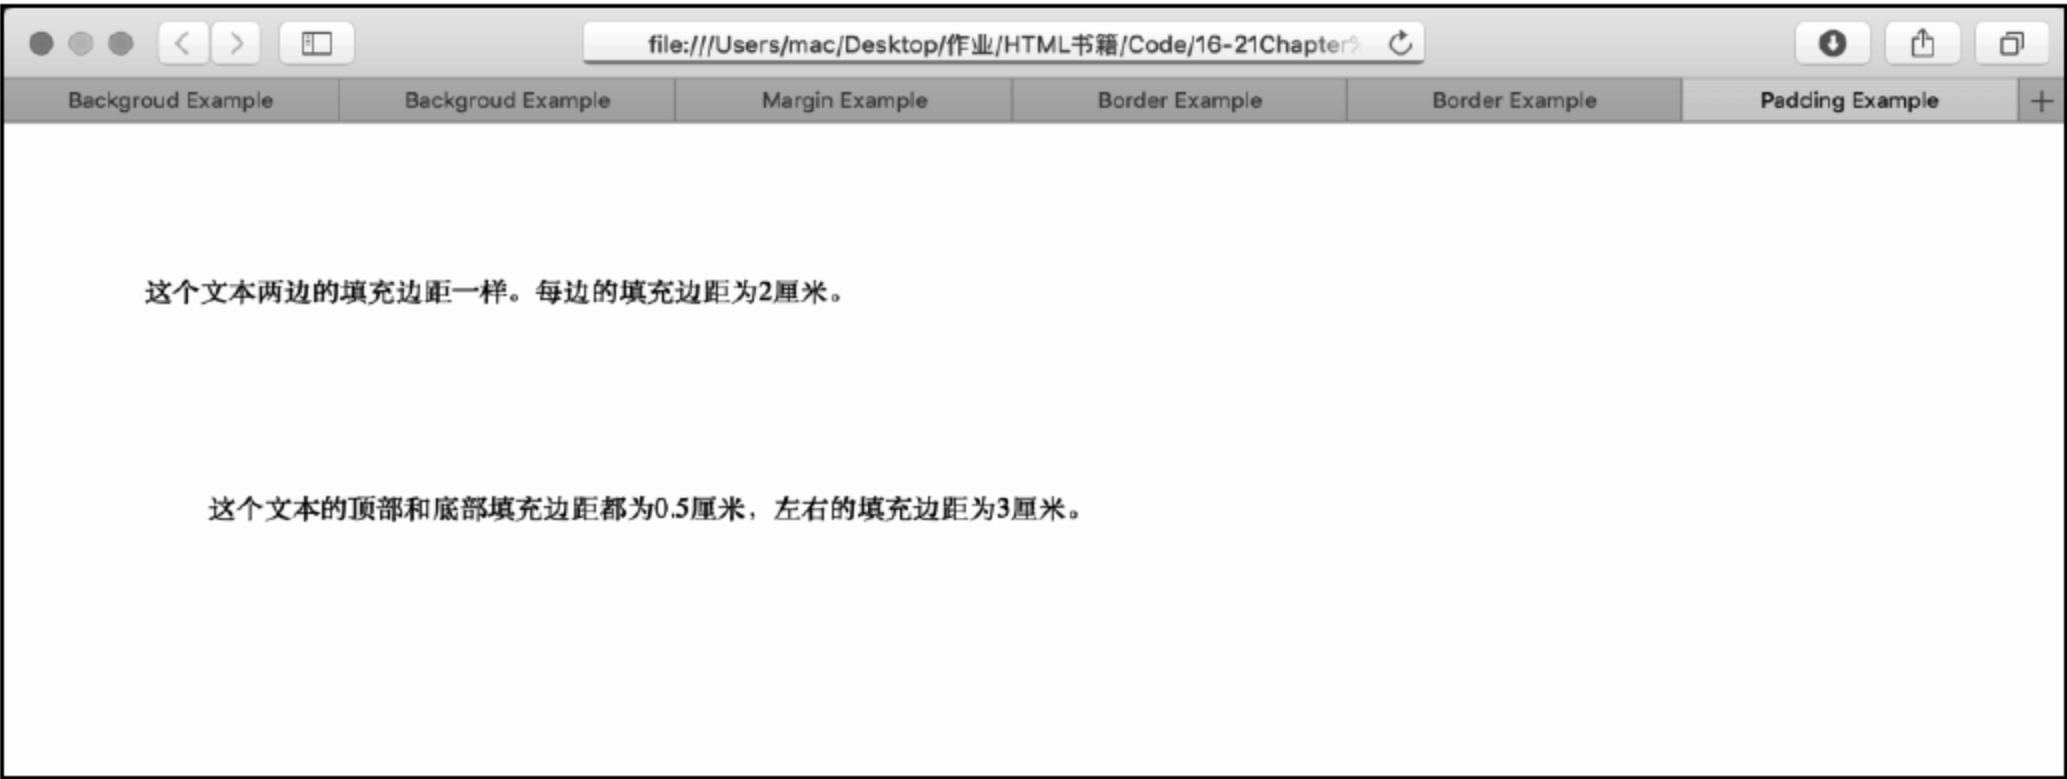 file:///Users/mac/Desktop/作业/HTML书籍/Code/16-21Chapter%
Backgroud Example
Backgroud Example
Margin Example
Border Example
Border Example
Padding Example
这个文本两边的填充边距一样。每边的填充边距为2厘米。
这个文本的顶部和底部填充边距都为0.5厘米，左右的填充边距为3厘米。